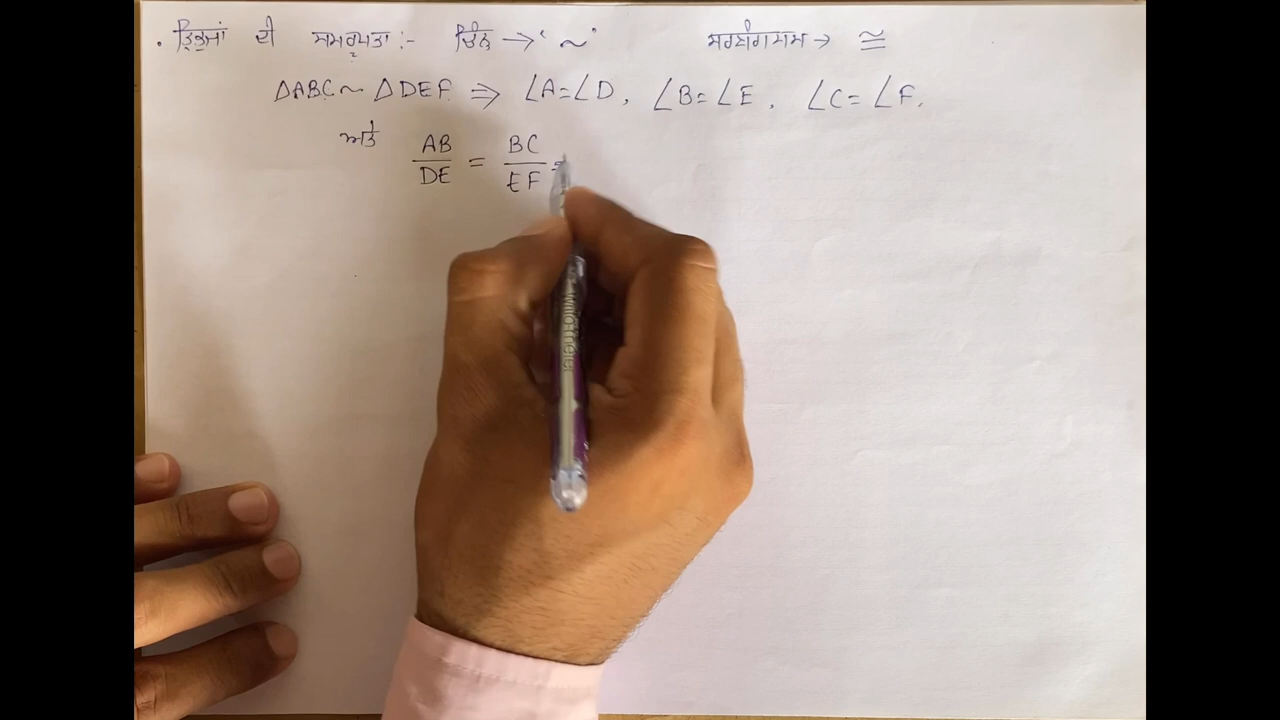 . ਤ੍ਰਿਭੁਜਾਂ ਦੀ ਸਮਰੂਪਤਾ :- ਚਿੰਨ੍ਹ → ' ~ ' ਸਰਬੰਗਸਮ → ≅
ΔABC ~ ΔDEF ⇒ ∠A=∠D, ∠B=∠E, ∠C=∠F.
ਅਤੇ AB/DE = BC/EF =